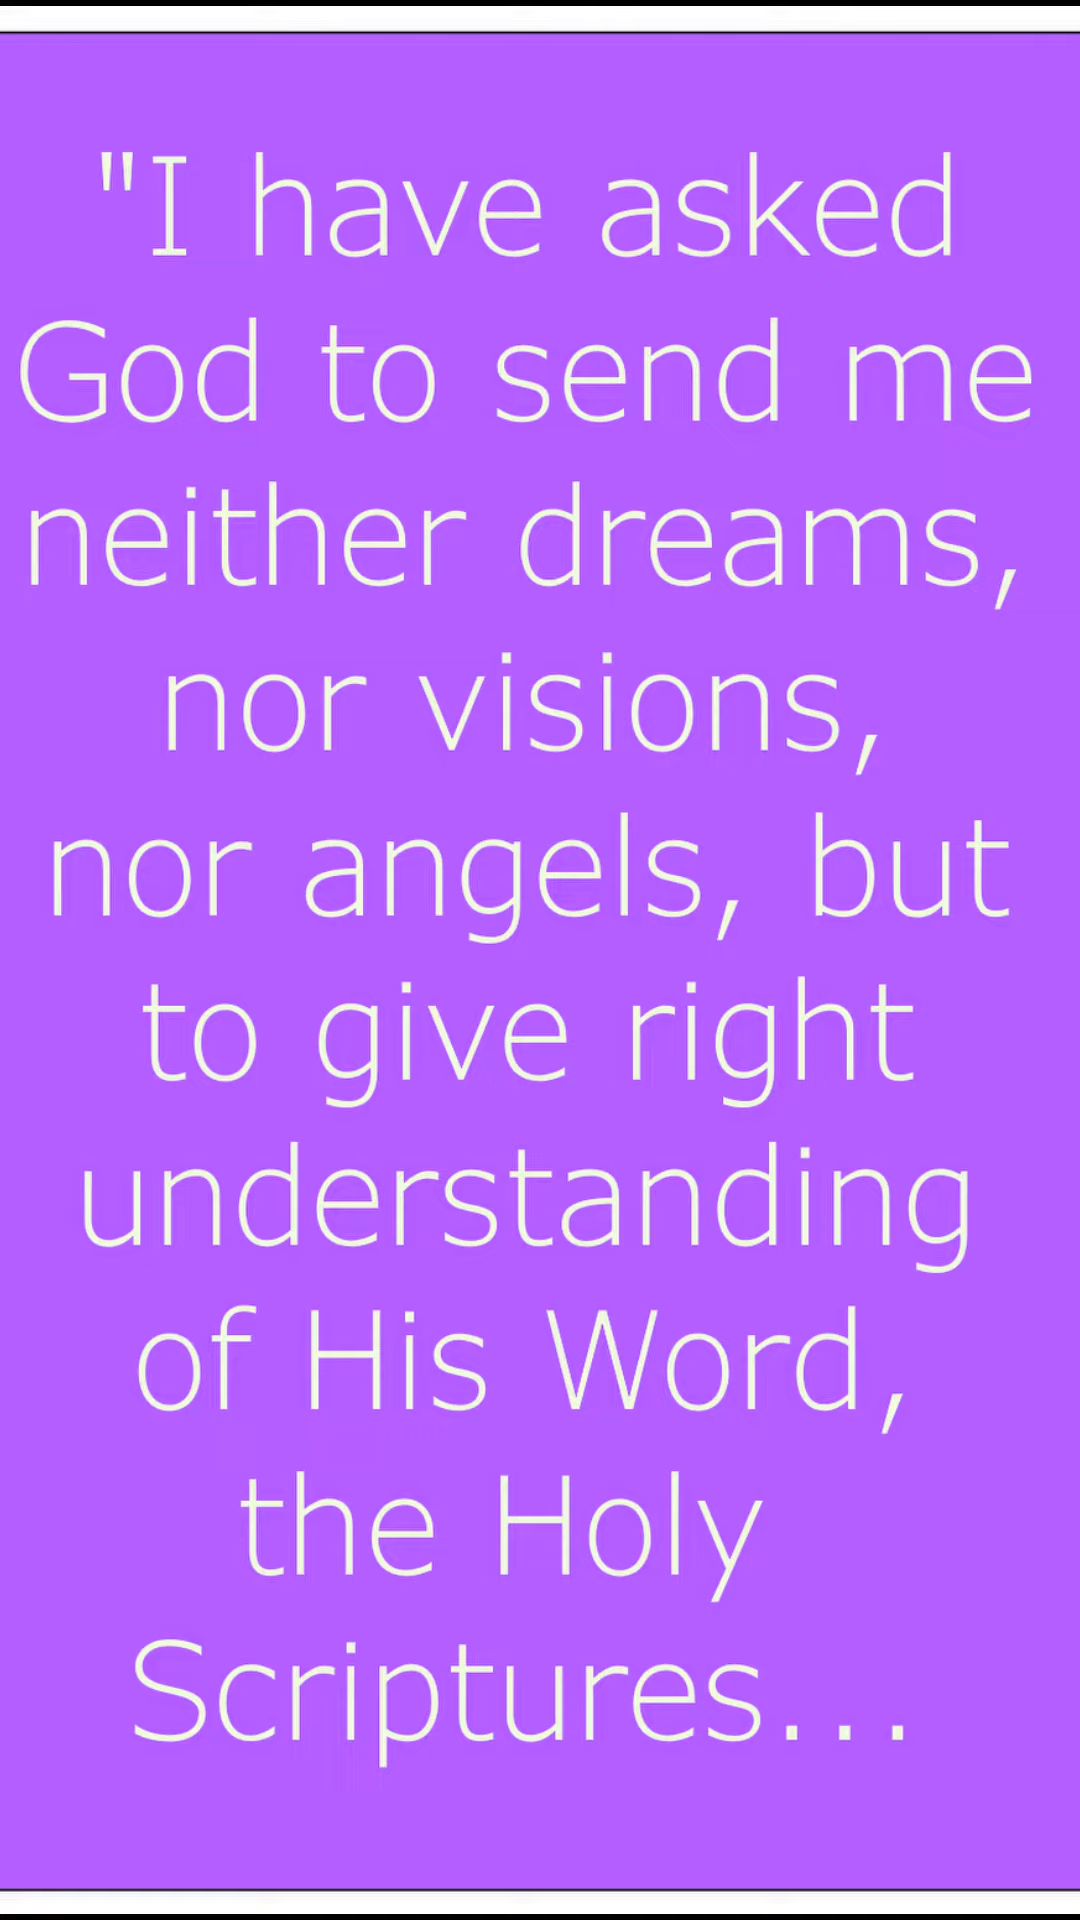 "I have asked
God to send me
neither dreams,
nor visions,
nor angels, but
to give right
understanding
of His Word,
the Holy
Scriptures...